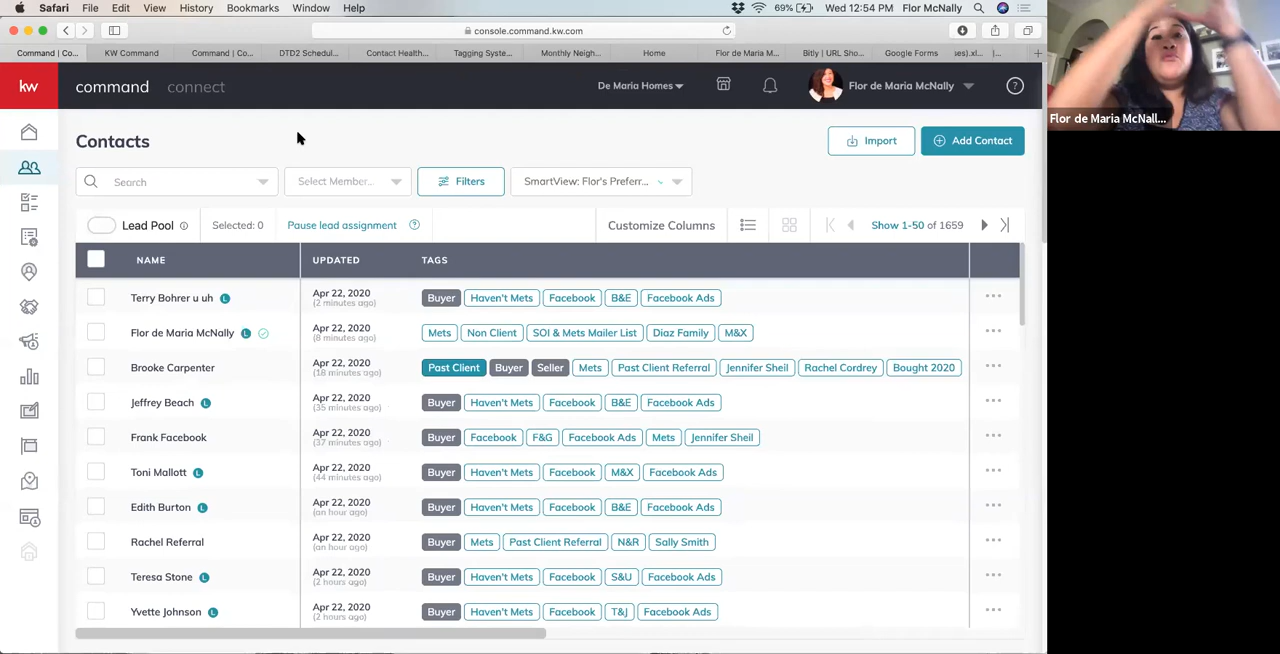 Safari File Edit View History Bookmarks Window Help 69% Wed 12:54 PM Flor McNally
console.command.kw.com
Command | Co... KW Command Command | Co... DTD2 Schedul... Contact Health... Tagging Syste... Monthly Neigh... Home Flor de Maria M... Bitly | URL Sho... Google Forms ses).xl...
kw command connect De Maria Homes Flor de Maria McNally ?
Flor de Maria McNall...
Contacts Import Add Contact
Search Select Member... Filters SmartView: Flor's Preferr...
Lead Pool Selected: 0 Pause lead assignment ? Customize Columns Show 1-50 of 1659
NAME UPDATED TAGS
Terry Bohrer u uh L Apr 22, 2020 Buyer Haven't Mets Facebook B&E Facebook Ads
(2 minutes ago)
Flor de Maria McNally L Apr 22, 2020 Mets Non Client SOI & Mets Mailer List Diaz Family M&X
(8 minutes ago)
Brooke Carpenter Apr 22, 2020 Past Client Buyer Seller Mets Past Client Referral Jennifer Sheil Rachel Cordrey Bought 2020
(18 minutes ago)
Jeffrey Beach L Apr 22, 2020 Buyer Haven't Mets Facebook B&E Facebook Ads
(35 minutes ago)
Frank Facebook Apr 22, 2020 Buyer Facebook F&G Facebook Ads Mets Jennifer Sheil
(37 minutes ago)
Toni Mallott L Apr 22, 2020 Buyer Haven't Mets Facebook M&X Facebook Ads
(44 minutes ago)
Edith Burton L Apr 22, 2020 Buyer Haven't Mets Facebook B&E Facebook Ads
(an hour ago)
Rachel Referral Apr 22, 2020 Buyer Mets Past Client Referral N&R Sally Smith
(an hour ago)
Teresa Stone L Apr 22, 2020 Buyer Haven't Mets Facebook S&U Facebook Ads
(2 hours ago)
Yvette Johnson L Apr 22, 2020 Buyer Haven't Mets Facebook T&J Facebook Ads
(2 hours ago)